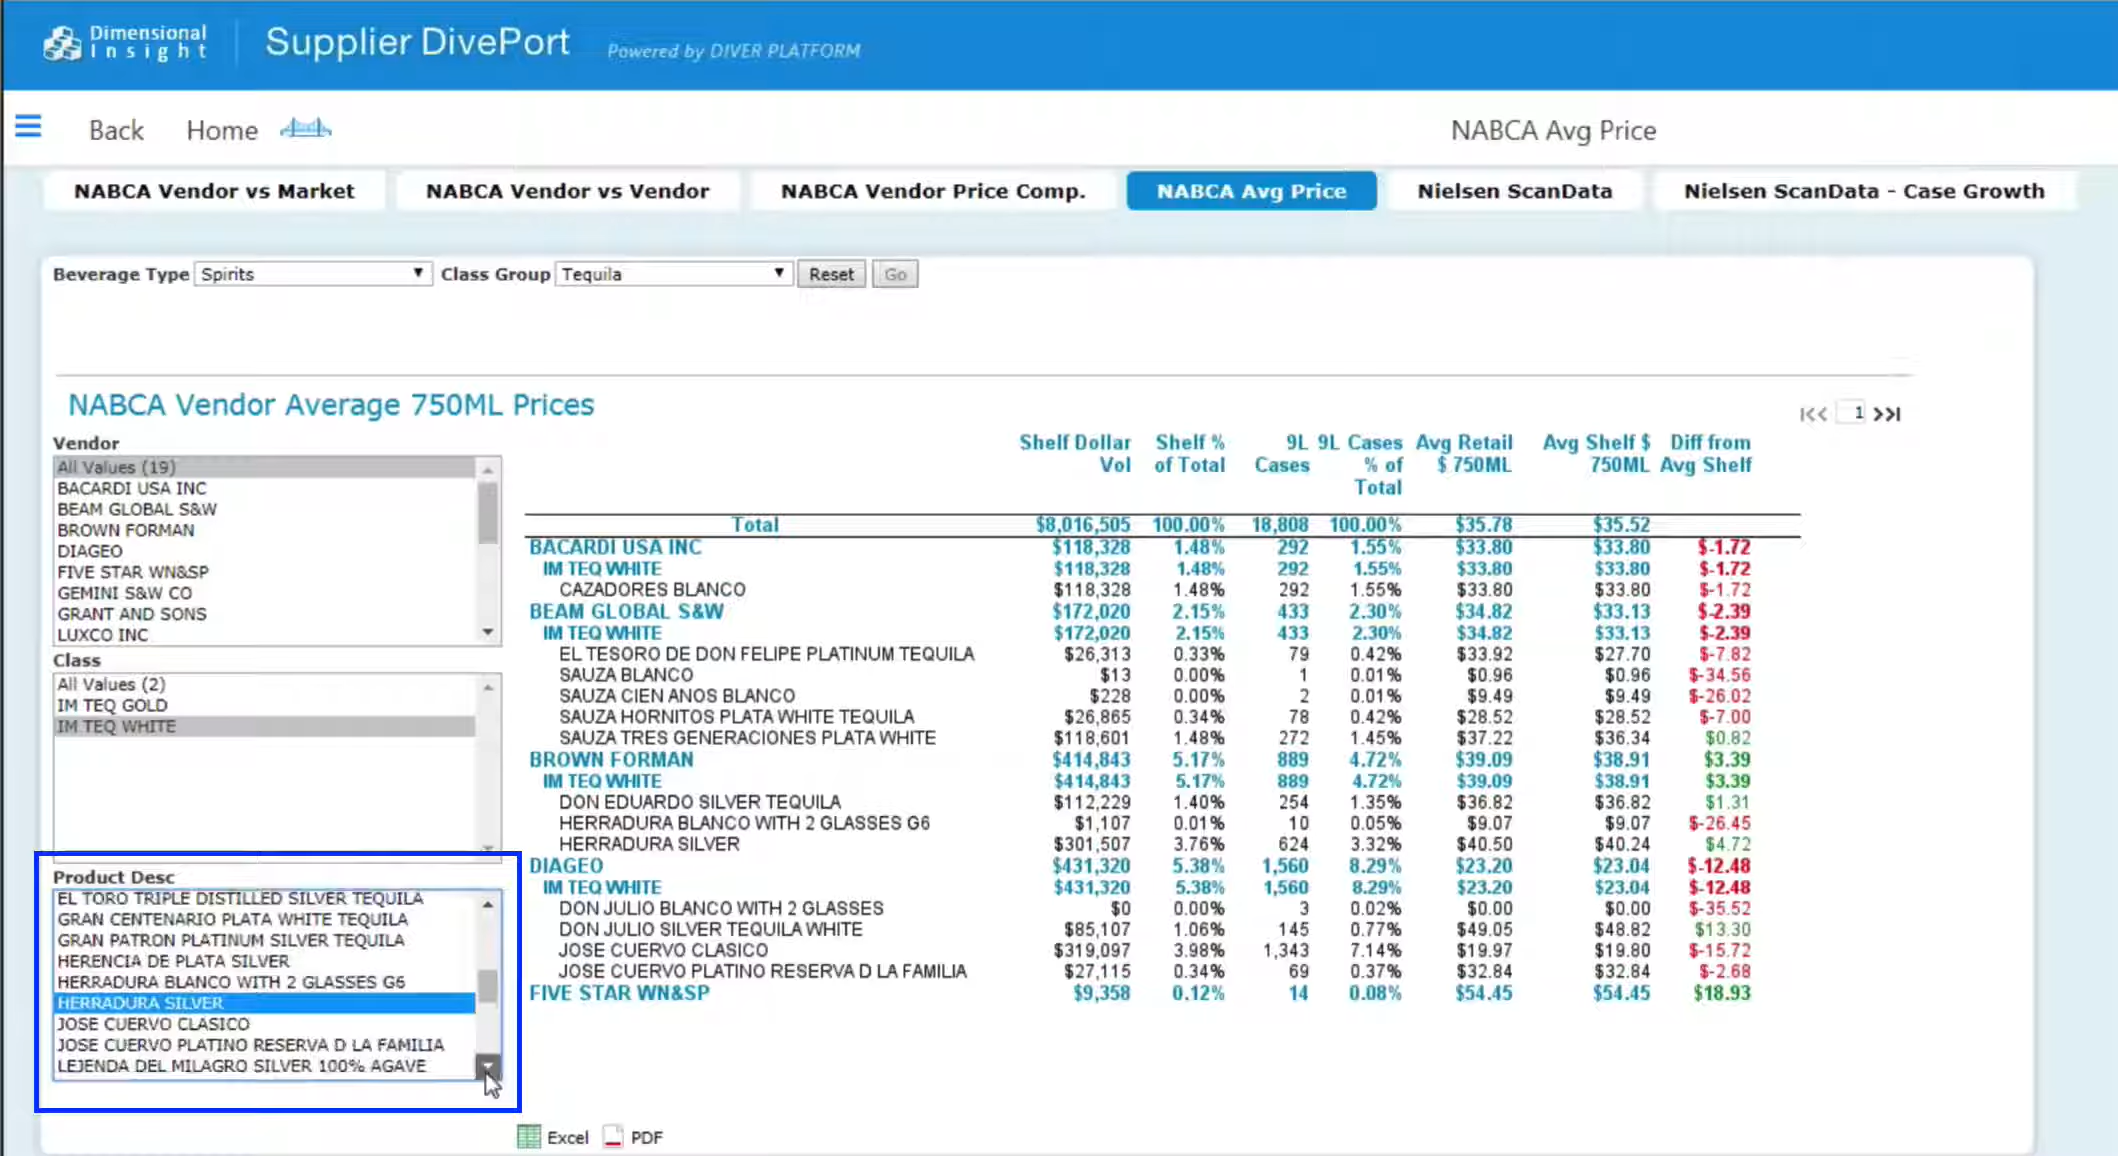 Dimensional
Insight
Supplier DivePort
Powered by DIVER PLATFORM
Back
Home
NABCA Avg Price
NABCA Vendor vs Market
NABCA Vendor vs Vendor
NABCA Vendor Price Comp.
NABCA Avg Price
Nielsen ScanData
Nielsen ScanData - Case Growth
Beverage Type Spirits Class Group Tequila Reset Go
NABCA Vendor Average 750ML Prices
1
Vendor
All Values (19)
BACARDI USA INC
BEAM GLOBAL S&W
BROWN FORMAN
DIAGEO
FIVE STAR WN&SP
GEMINI S&W CO
GRANT AND SONS
LUXCO INC
Class
All Values (2)
IM TEQ GOLD
IM TEQ WHITE
Product Desc
EL TORO TRIPLE DISTILLED SILVER TEQUILA
GRAN CENTENARIO PLATA WHITE TEQUILA
GRAN PATRON PLATINUM SILVER TEQUILA
HERENCIA DE PLATA SILVER
HERRADURA BLANCO WITH 2 GLASSES G6
HERRADURA SILVER
JOSE CUERVO CLASICO
JOSE CUERVO PLATINO RESERVA D LA FAMILIA
LEJENDA DEL MILAGRO SILVER 100% AGAVE
Shelf Dollar Shelf % 9L 9L Cases Avg Retail Avg Shelf $ Diff from
Vol of Total Cases % of $ 750ML 750ML Avg Shelf
Total
Total $8,016,505 100.00% 18,808 100.00% $35.78 $35.52
BACARDI USA INC $118,328 1.48% 292 1.55% $33.80 $33.80 $-1.72
IM TEQ WHITE $118,328 1.48% 292 1.55% $33.80 $33.80 $-1.72
CAZADORES BLANCO $118,328 1.48% 292 1.55% $33.80 $33.80 $-1.72
BEAM GLOBAL S&W $172,020 2.15% 433 2.30% $34.82 $33.13 $-2.39
IM TEQ WHITE $172,020 2.15% 433 2.30% $34.82 $33.13 $-2.39
EL TESORO DE DON FELIPE PLATINUM TEQUILA $26,313 0.33% 79 0.42% $33.92 $27.70 $-7.82
SAUZA BLANCO $13 0.00% 1 0.01% $0.96 $0.96 $-34.56
SAUZA CIEN ANOS BLANCO $228 0.00% 2 0.01% $9.49 $9.49 $-26.02
SAUZA HORNITOS PLATA WHITE TEQUILA $26,865 0.34% 78 0.42% $28.52 $28.52 $-7.00
SAUZA TRES GENERACIONES PLATA WHITE $118,601 1.48% 272 1.45% $37.22 $36.34 $0.82
BROWN FORMAN $414,843 5.17% 889 4.72% $39.09 $38.91 $3.39
IM TEQ WHITE $414,843 5.17% 889 4.72% $39.09 $38.91 $3.39
DON EDUARDO SILVER TEQUILA $112,229 1.40% 254 1.35% $36.82 $36.82 $1.31
HERRADURA BLANCO WITH 2 GLASSES G6 $1,107 0.01% 10 0.05% $9.07 $9.07 $-26.45
HERRADURA SILVER $301,507 3.76% 624 3.32% $40.50 $40.24 $4.72
DIAGEO $431,320 5.38% 1,560 8.29% $23.20 $23.04 $-12.48
IM TEQ WHITE $431,320 5.38% 1,560 8.29% $23.20 $23.04 $-12.48
DON JULIO BLANCO WITH 2 GLASSES $0 0.00% 3 0.02% $0.00 $0.00 $-35.52
DON JULIO SILVER TEQUILA WHITE $85,107 1.06% 145 0.77% $49.05 $48.82 $13.30
JOSE CUERVO CLASICO $319,097 3.98% 1,343 7.14% $19.97 $19.80 $-15.72
JOSE CUERVO PLATINO RESERVA D LA FAMILIA $27,115 0.34% 69 0.37% $32.84 $32.84 $-2.68
FIVE STAR WN&SP $9,358 0.12% 14 0.08% $54.45 $54.45 $18.93
Excel PDF